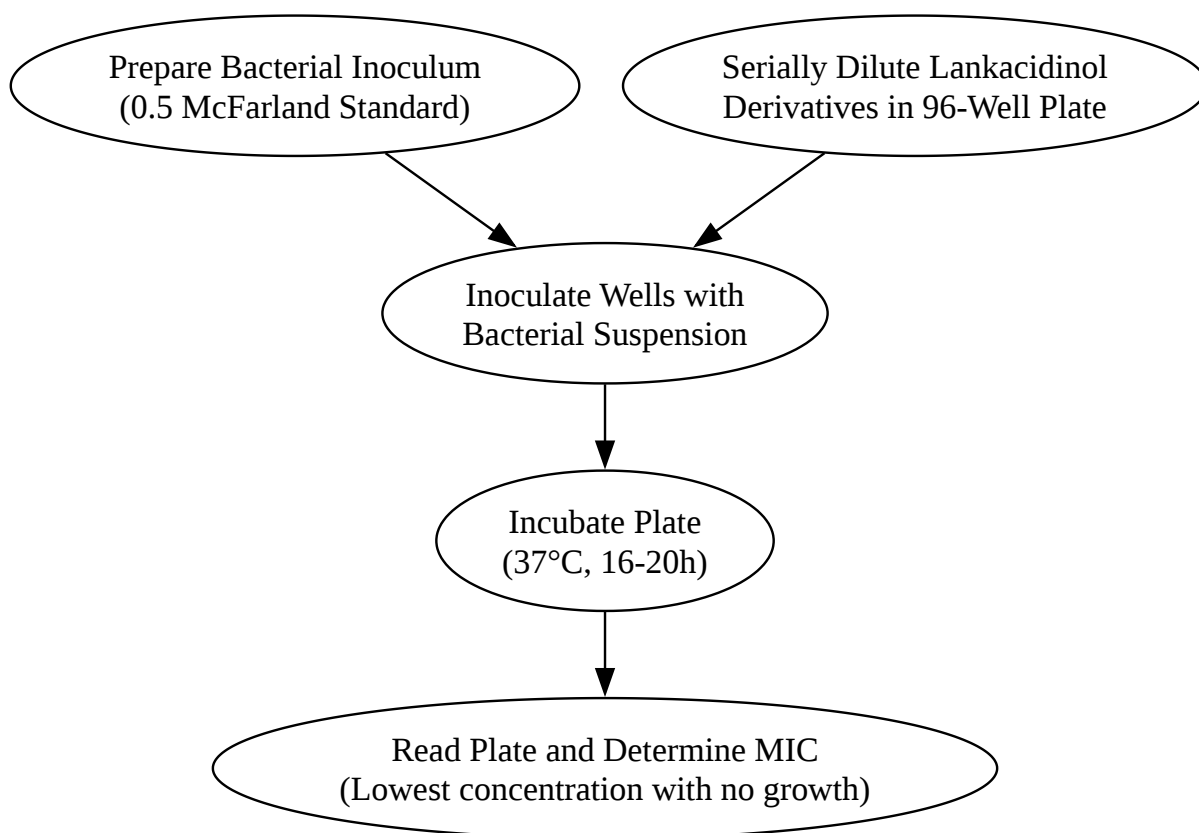 Prepare Bacterial Inoculum
(0.5 McFarland Standard)
Serially Dilute Lankacidinol
Derivatives in 96-Well Plate
Inoculate Wells with
Bacterial Suspension
Incubate Plate
(37°C, 16-20h)
Read Plate and Determine MIC
(Lowest concentration with no growth)